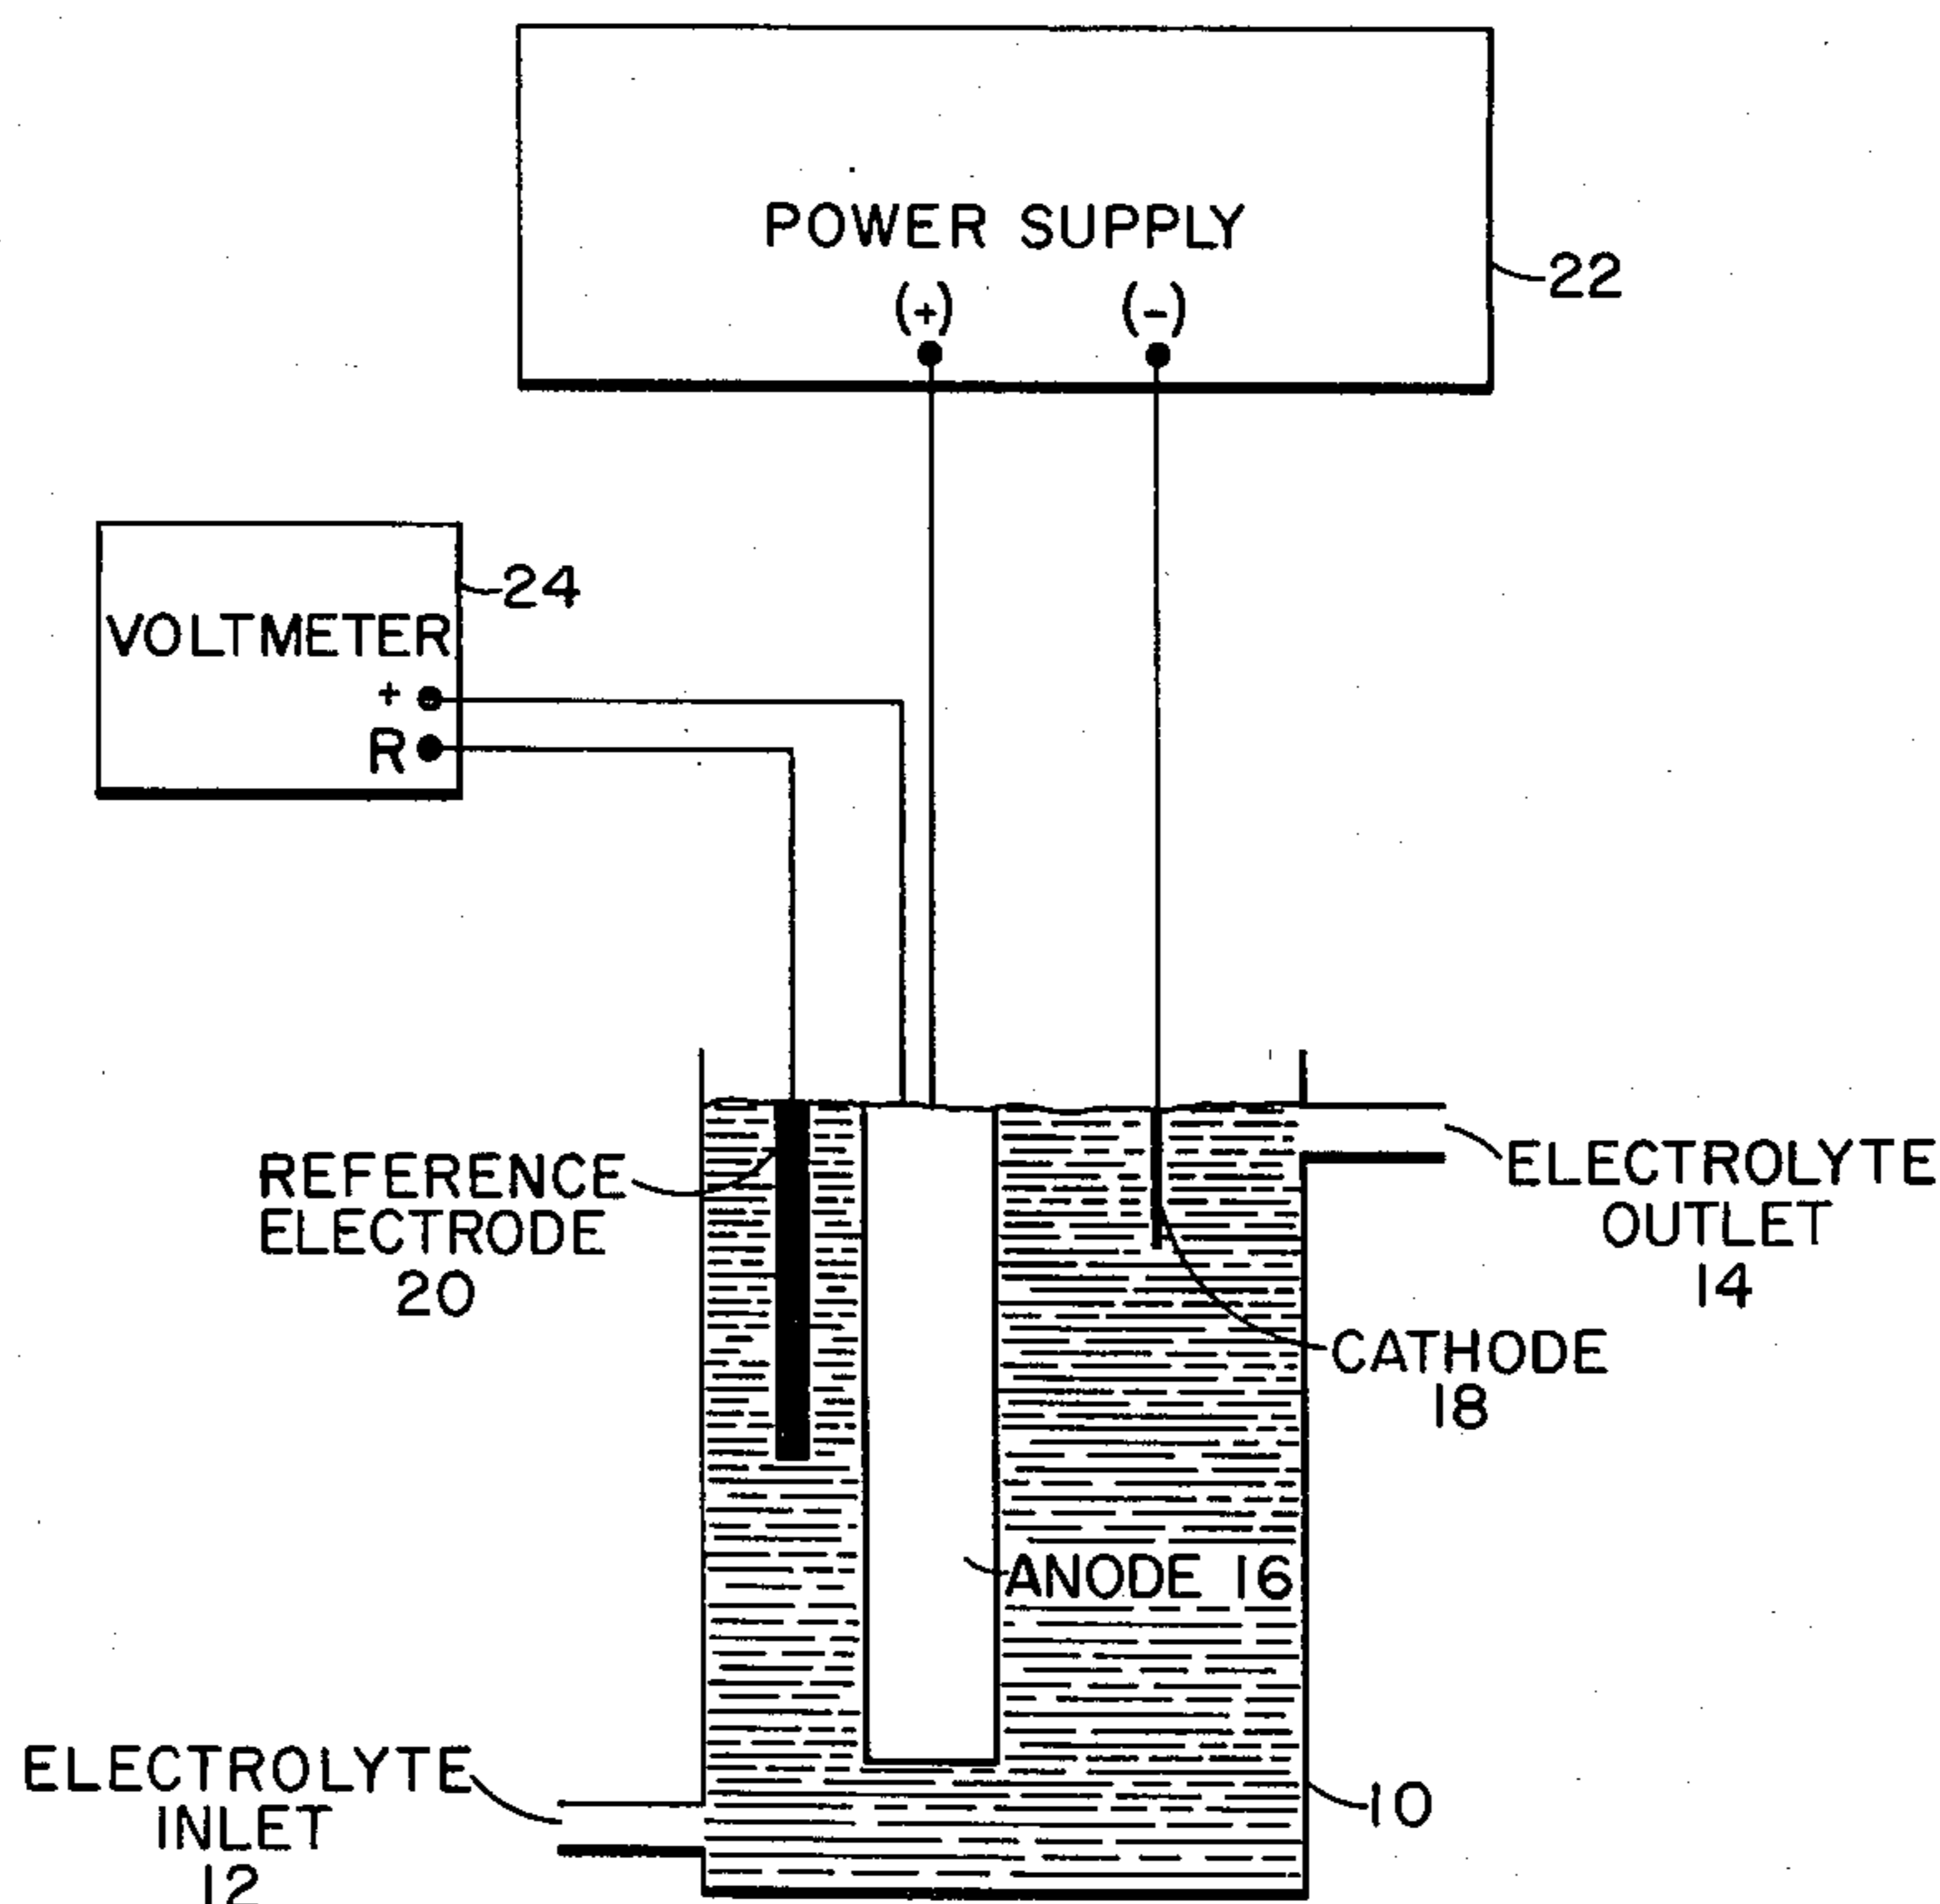 POWER SUPPLY
(+) (-)
22
24
VOLTMETER
+
R
REFERENCE
ELECTRODE
20
ELECTROLYTE
OUTLET
14
CATHODE
18
ANODE 16
ELECTROLYTE
INLET
12
10